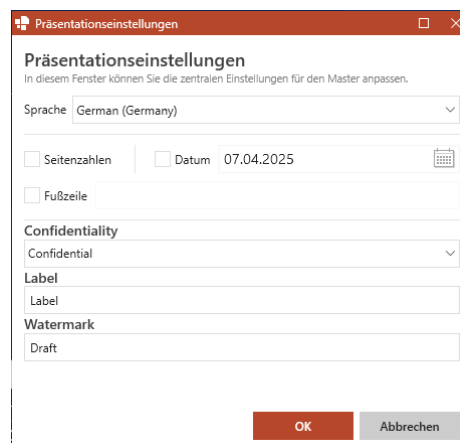 Präsentationseinstellungen
Präsentationseinstellungen
In diesem Fenster können Sie die zentralen Einstellungen für den Master anpassen.
Sprache German (Germany)
Seitenzahlen Datum 07.04.2025
Fußzeile
Confidentiality
Confidential
Label
Label
Watermark
Draft
OK Abbrechen